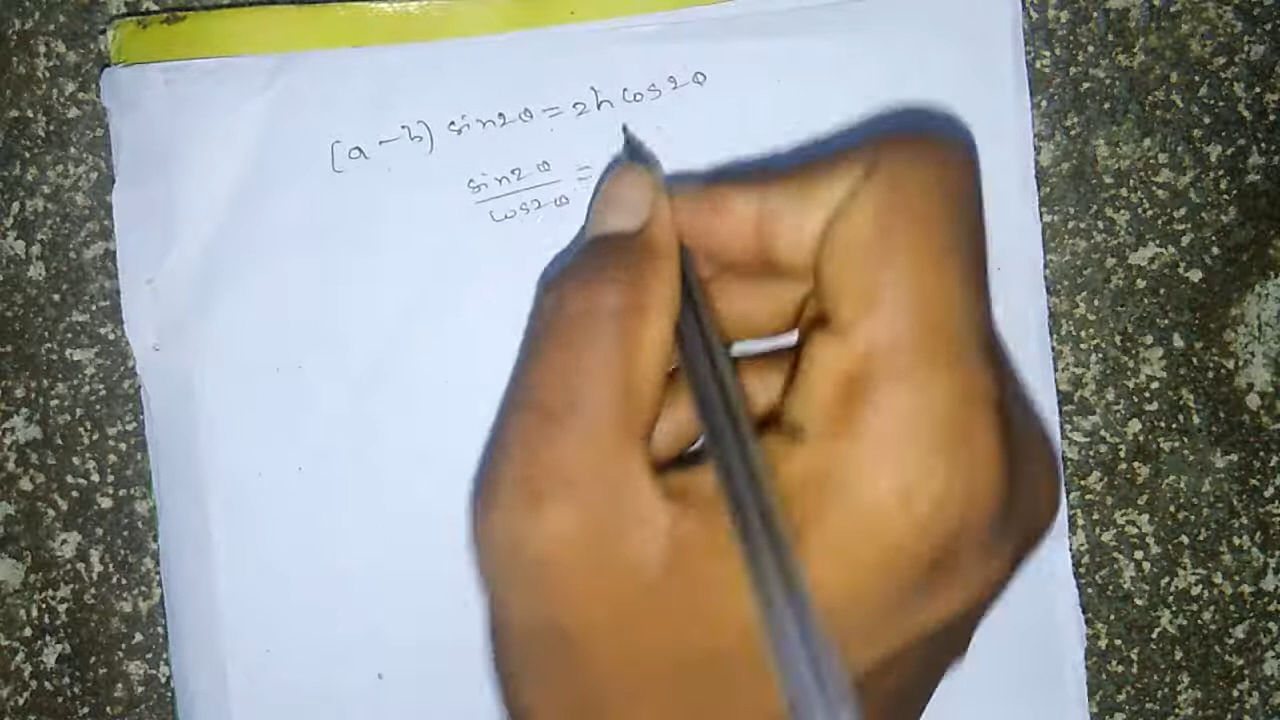 (a-b) sin2θ = 2h cos2θ
sin2θ/cos2θ =